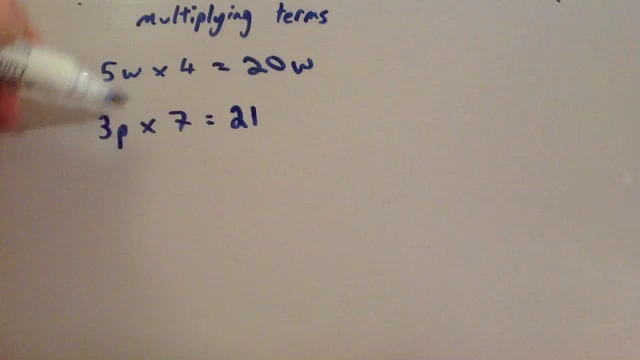 multiplying terms
5w × 4 = 20w
3p × 7 = 21